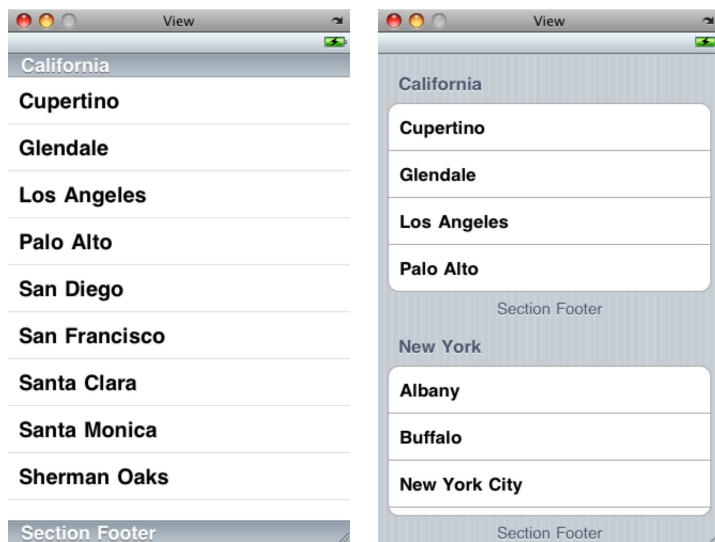 View
California
Cupertino
Glendale
Los Angeles
Palo Alto
San Diego
San Francisco
Santa Clara
Santa Monica
Sherman Oaks
Section Footer
View
California
Cupertino
Glendale
Los Angeles
Palo Alto
Section Footer
New York
Albany
Buffalo
New York City
Section Footer